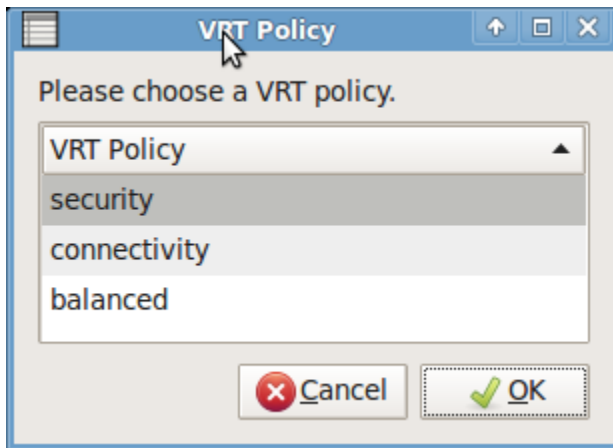 VRT Policy
Please choose a VRT policy.
VRT Policy
security
connectivity
balanced
Cancel OK